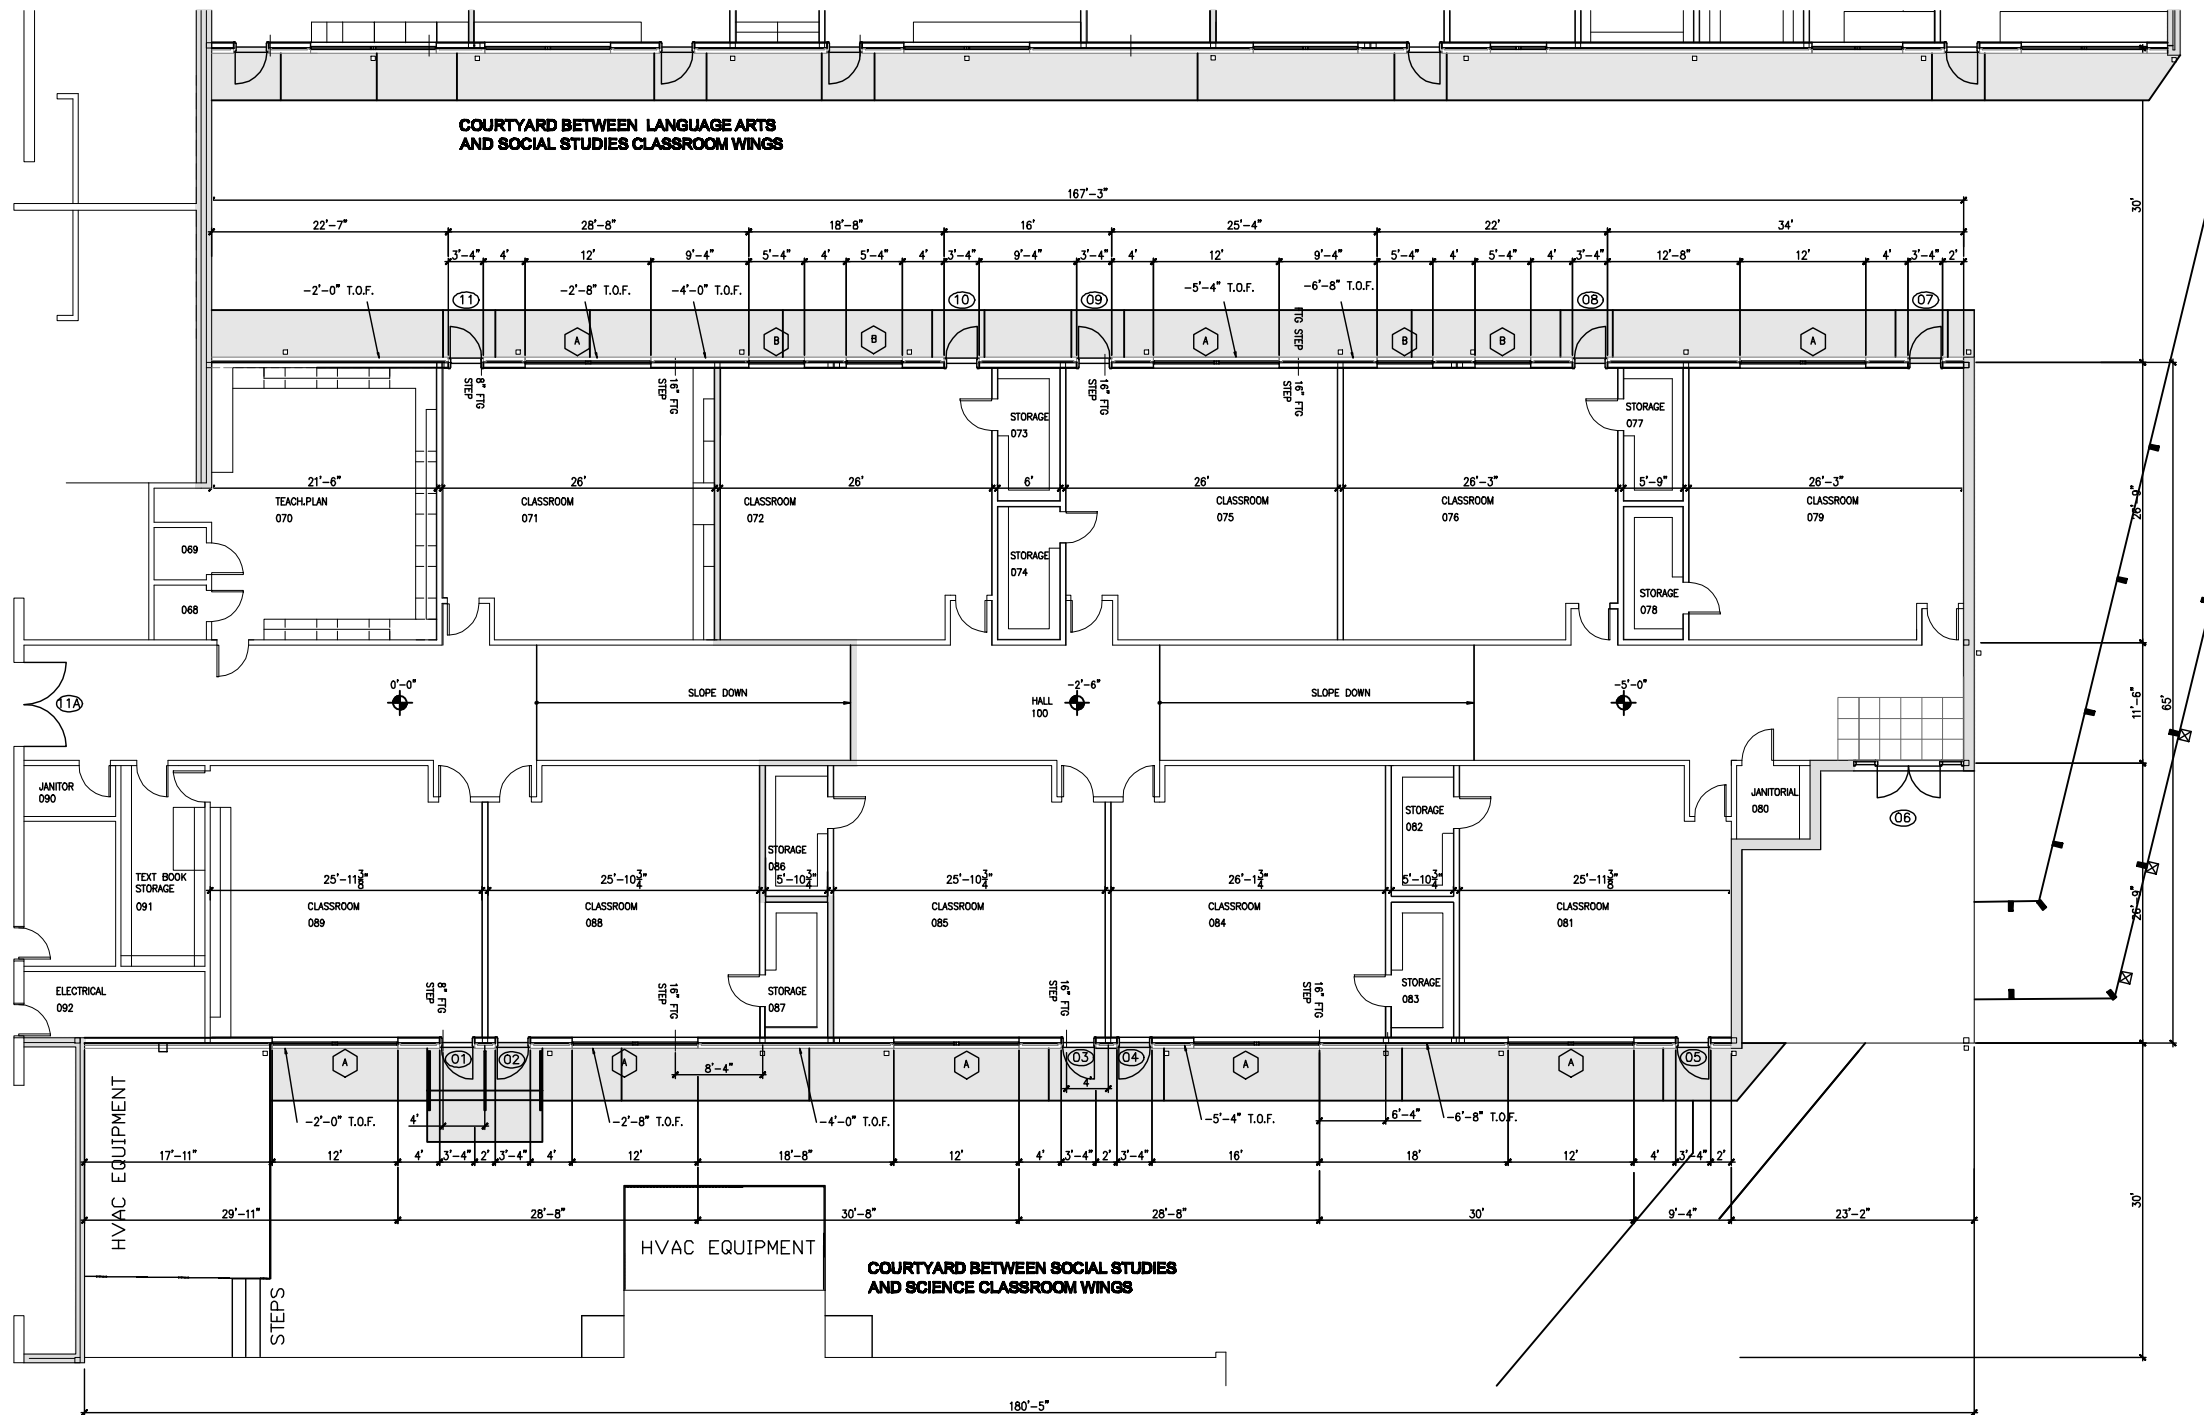 COURTYARD BETWEEN LANGUAGE ARTS
AND SOCIAL STUDIES CLASSROOM WINGS
167'-3"
30'
22'-7"
28'-8"
18'-8"
16'
25'-4"
22'
34'
3'-4"
4'
12'
9'-4"
5'-4"
4'
5'-4"
4'
3'-4"
9'-4"
3'-4"
4'
12'
9'-4"
5'-4"
4'
5'-4"
4'
3'-4"
12'-8"
12'
4'
3'-4"
2'
-2'-0" T.O.F.
11
-2'-8" T.O.F.
-4'-0" T.O.F.
10
09
-5'-4" T.O.F.
-6'-8" T.O.F.
08
07
FTG STEP
A
B
B
A
B
B
A
8" FTG
STEP
16" FTG
STEP
16" FTG
STEP
16" FTG
STEP
STORAGE
073
STORAGE
077
21'-6"
26'
26'
6'
26'
26'-3"
5'-9"
26'-3"
26'-9"
TEACH.PLAN
070
CLASSROOM
071
CLASSROOM
072
CLASSROOM
075
CLASSROOM
076
CLASSROOM
079
069
STORAGE
074
068
STORAGE
078
0'-0"
SLOPE DOWN
-2'-6"
SLOPE DOWN
-5'-0"
11A
HALL
100
11'-6"
65'
JANITOR
090
JANITORIAL
080
06
STORAGE
082
STORAGE
086
TEXT BOOK
STORAGE
091
25'-11 3/8"
25'-10 3/4"
5'-10 3/4"
25'-10 3/4"
26'-1 3/4"
5'-10 3/4"
25'-11 3/8"
26'-9"
CLASSROOM
089
CLASSROOM
088
CLASSROOM
085
CLASSROOM
084
CLASSROOM
081
ELECTRICAL
092
8" FTG
STEP
16" FTG
STEP
STORAGE
087
16" FTG
STEP
16" FTG
STEP
STORAGE
083
A
01
02
A
A
03
04
A
A
05
8'-4"
4'
4'
-2'-0" T.O.F.
-2'-8" T.O.F.
-4'-0" T.O.F.
-5'-4" T.O.F.
6'-4"
-6'-8" T.O.F.
HVAC EQUIPMENT
17'-11"
12'
4'
3'-4"
2'
3'-4"
4'
12'
18'-8"
12'
4'
3'-4"
2'
3'-4"
16'
18'
12'
4'
3'-4"
2'
29'-11"
28'-8"
30'-8"
28'-8"
30'
9'-4"
23'-2"
30'
HVAC EQUIPMENT
COURTYARD BETWEEN SOCIAL STUDIES
AND SCIENCE CLASSROOM WINGS
STEPS
180'-5"